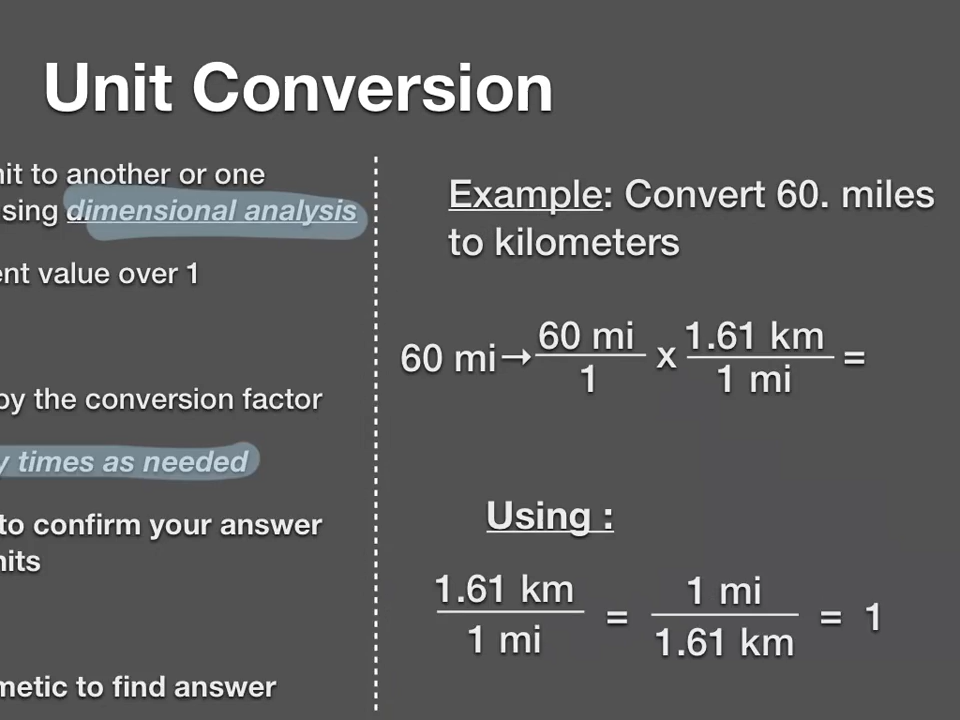 Unit Conversion
nit to another or one
sing dimensional analysis
ent value over 1
by the conversion factor
y times as needed
to confirm your answer
nits
metic to find answer
Example: Convert 60. miles
to kilometers
60 mi → 60 mi / 1 x 1.61 km / 1 mi =
Using :
1.61 km / 1 mi = 1 mi / 1.61 km = 1